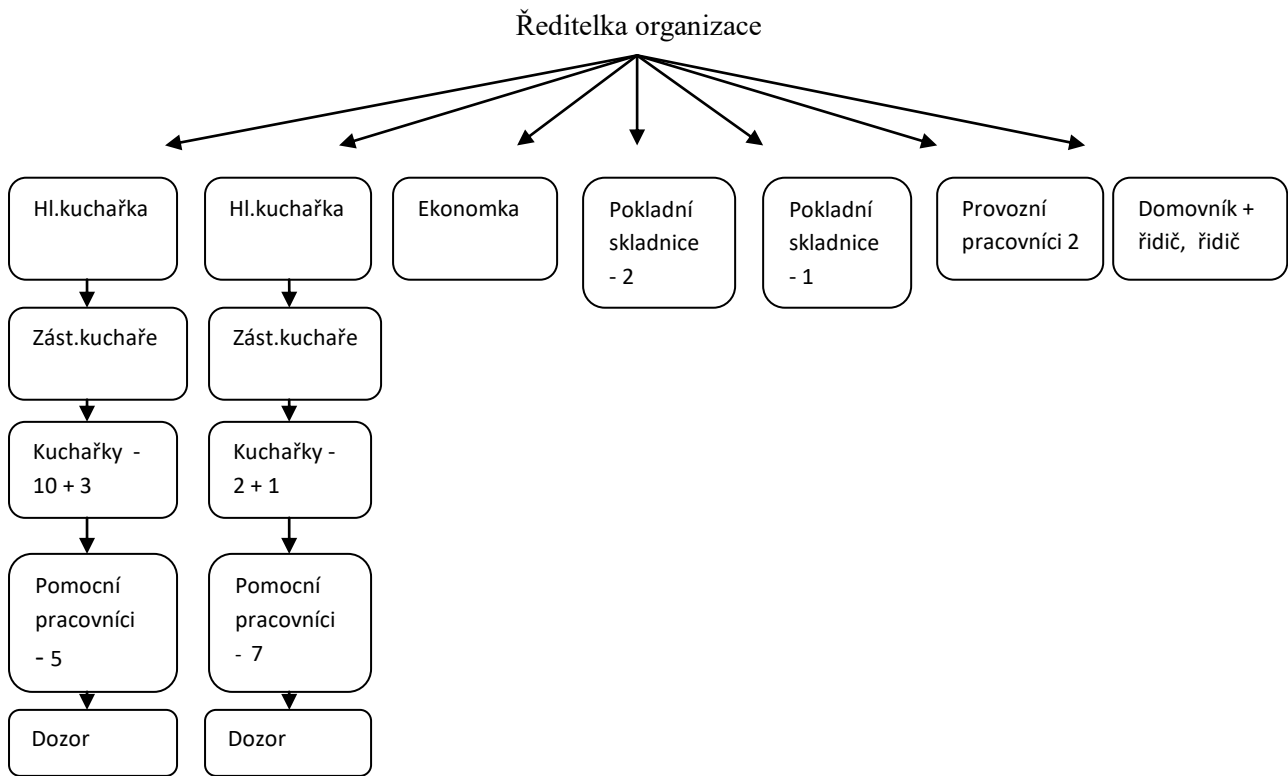 Ředitelka organizace
Hl.kuchařka
Hl.kuchařka
Ekonomka
Pokladní
skladnice
- 2
Pokladní
skladnice
- 1
Provozní
pracovníci 2
Domovník +
řidič, řidič
Zást.kuchaře
Zást.kuchaře
Kuchařky -
10 + 3
Kuchařky -
2 + 1
Pomocní
pracovníci
- 5
Pomocní
pracovníci
- 7
Dozor
Dozor